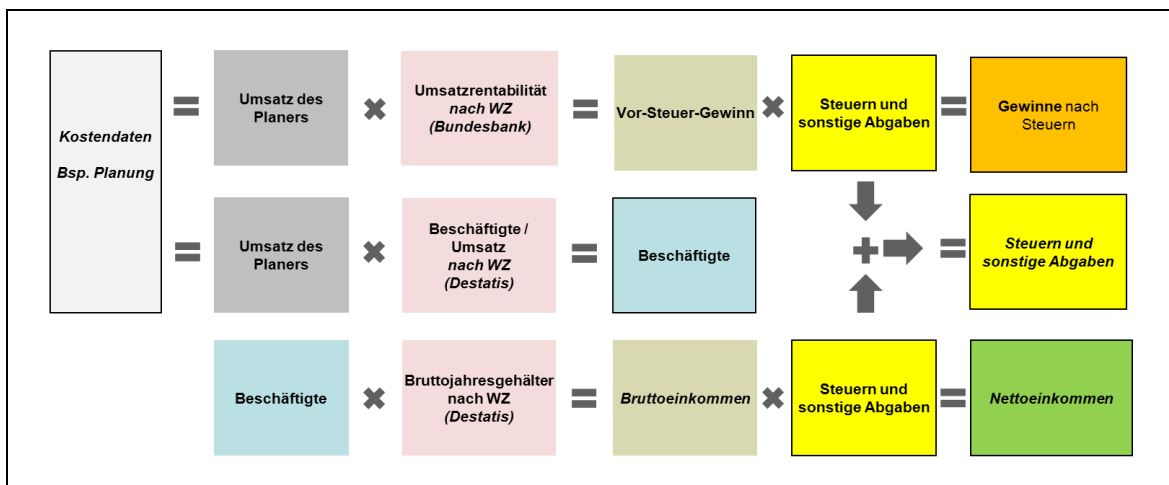 Kostendaten
Bsp. Planung
=
Umsatz des
Planers
×
Umsatzrentabilität
nach WZ
(Bundesbank)
=
Vor-Steuer-Gewinn
×
Steuern und
sonstige Abgaben
=
Gewinne nach
Steuern
=
Umsatz des
Planers
×
Beschäftigte /
Umsatz
nach WZ
(Destatis)
=
Beschäftigte
+
=
Steuern und
sonstige Abgaben
Beschäftigte
×
Bruttojahresgehälter
nach WZ
(Destatis)
=
Bruttoeinkommen
×
Steuern und
sonstige Abgaben
=
Nettoeinkommen